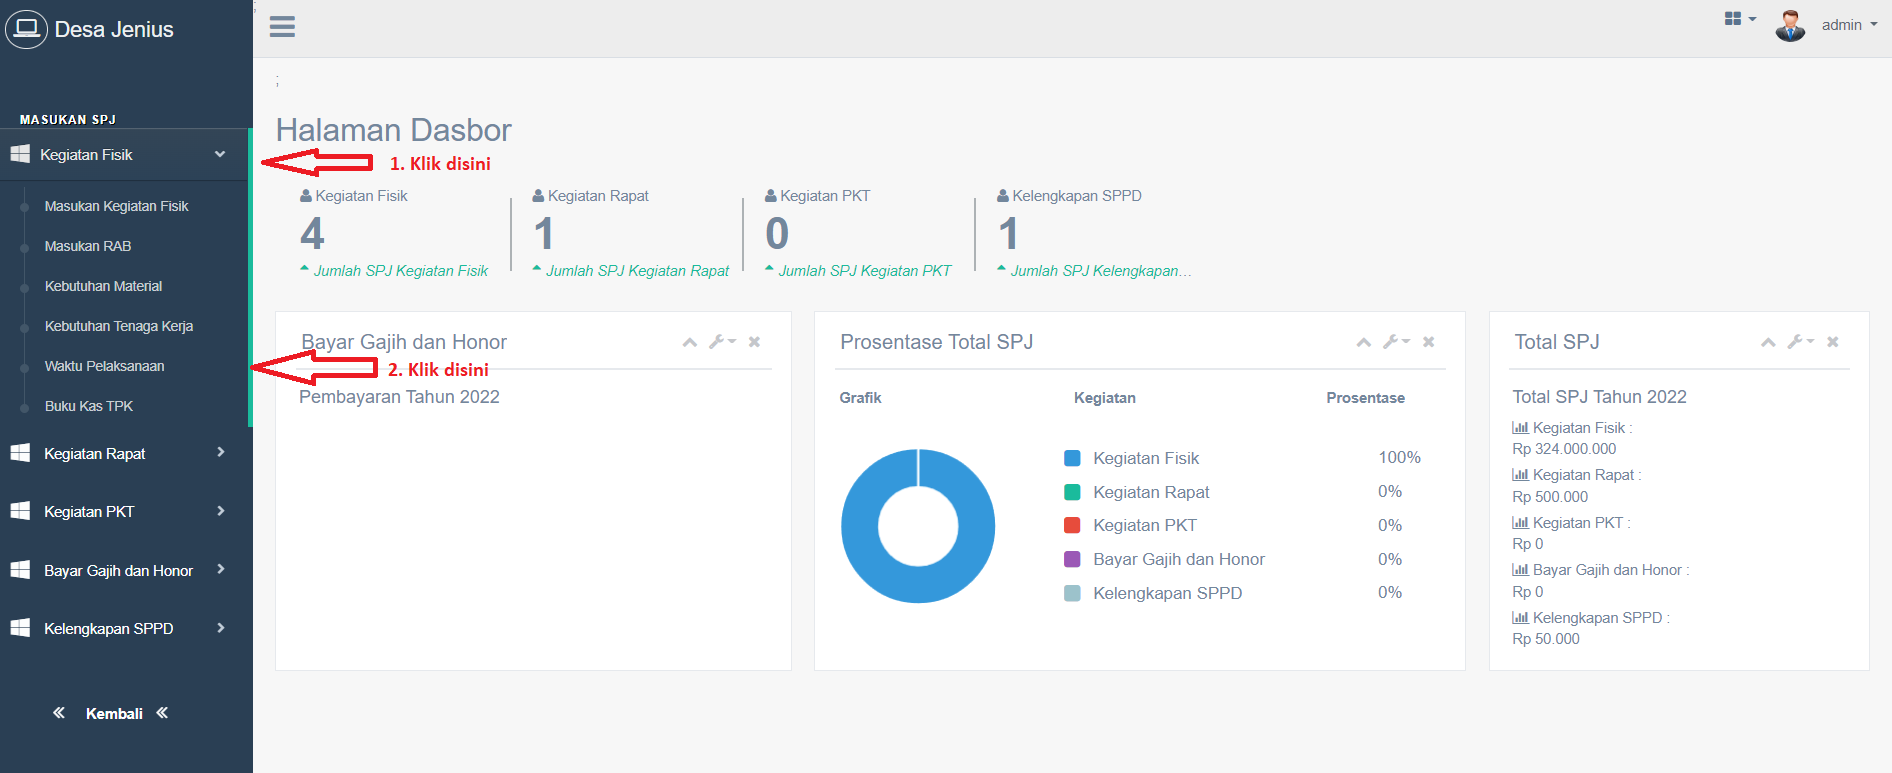 Desa Jenius
admin
;
;
MASUKAN SPJ
Kegiatan Fisik
Masukan Kegiatan Fisik
Masukan RAB
Kebutuhan Material
Kebutuhan Tenaga Kerja
Waktu Pelaksanaan
Buku Kas TPK
Kegiatan Rapat
Kegiatan PKT
Bayar Gajih dan Honor
Kelengkapan SPPD
Kembali
Halaman Dasbor
1. Klik disini
2. Klik disini
Kegiatan Fisik
4
Jumlah SPJ Kegiatan Fisik
Kegiatan Rapat
1
Jumlah SPJ Kegiatan Rapat
Kegiatan PKT
0
Jumlah SPJ Kegiatan PKT
Kelengkapan SPPD
1
Jumlah SPJ Kelengkapan...
Bayar Gajih dan Honor
Pembayaran Tahun 2022
Prosentase Total SPJ
Grafik Kegiatan Prosentase
Kegiatan Fisik 100%
Kegiatan Rapat 0%
Kegiatan PKT 0%
Bayar Gajih dan Honor 0%
Kelengkapan SPPD 0%
Total SPJ
Total SPJ Tahun 2022
Kegiatan Fisik :
Rp 324.000.000
Kegiatan Rapat :
Rp 500.000
Kegiatan PKT :
Rp 0
Bayar Gajih dan Honor :
Rp 0
Kelengkapan SPPD :
Rp 50.000